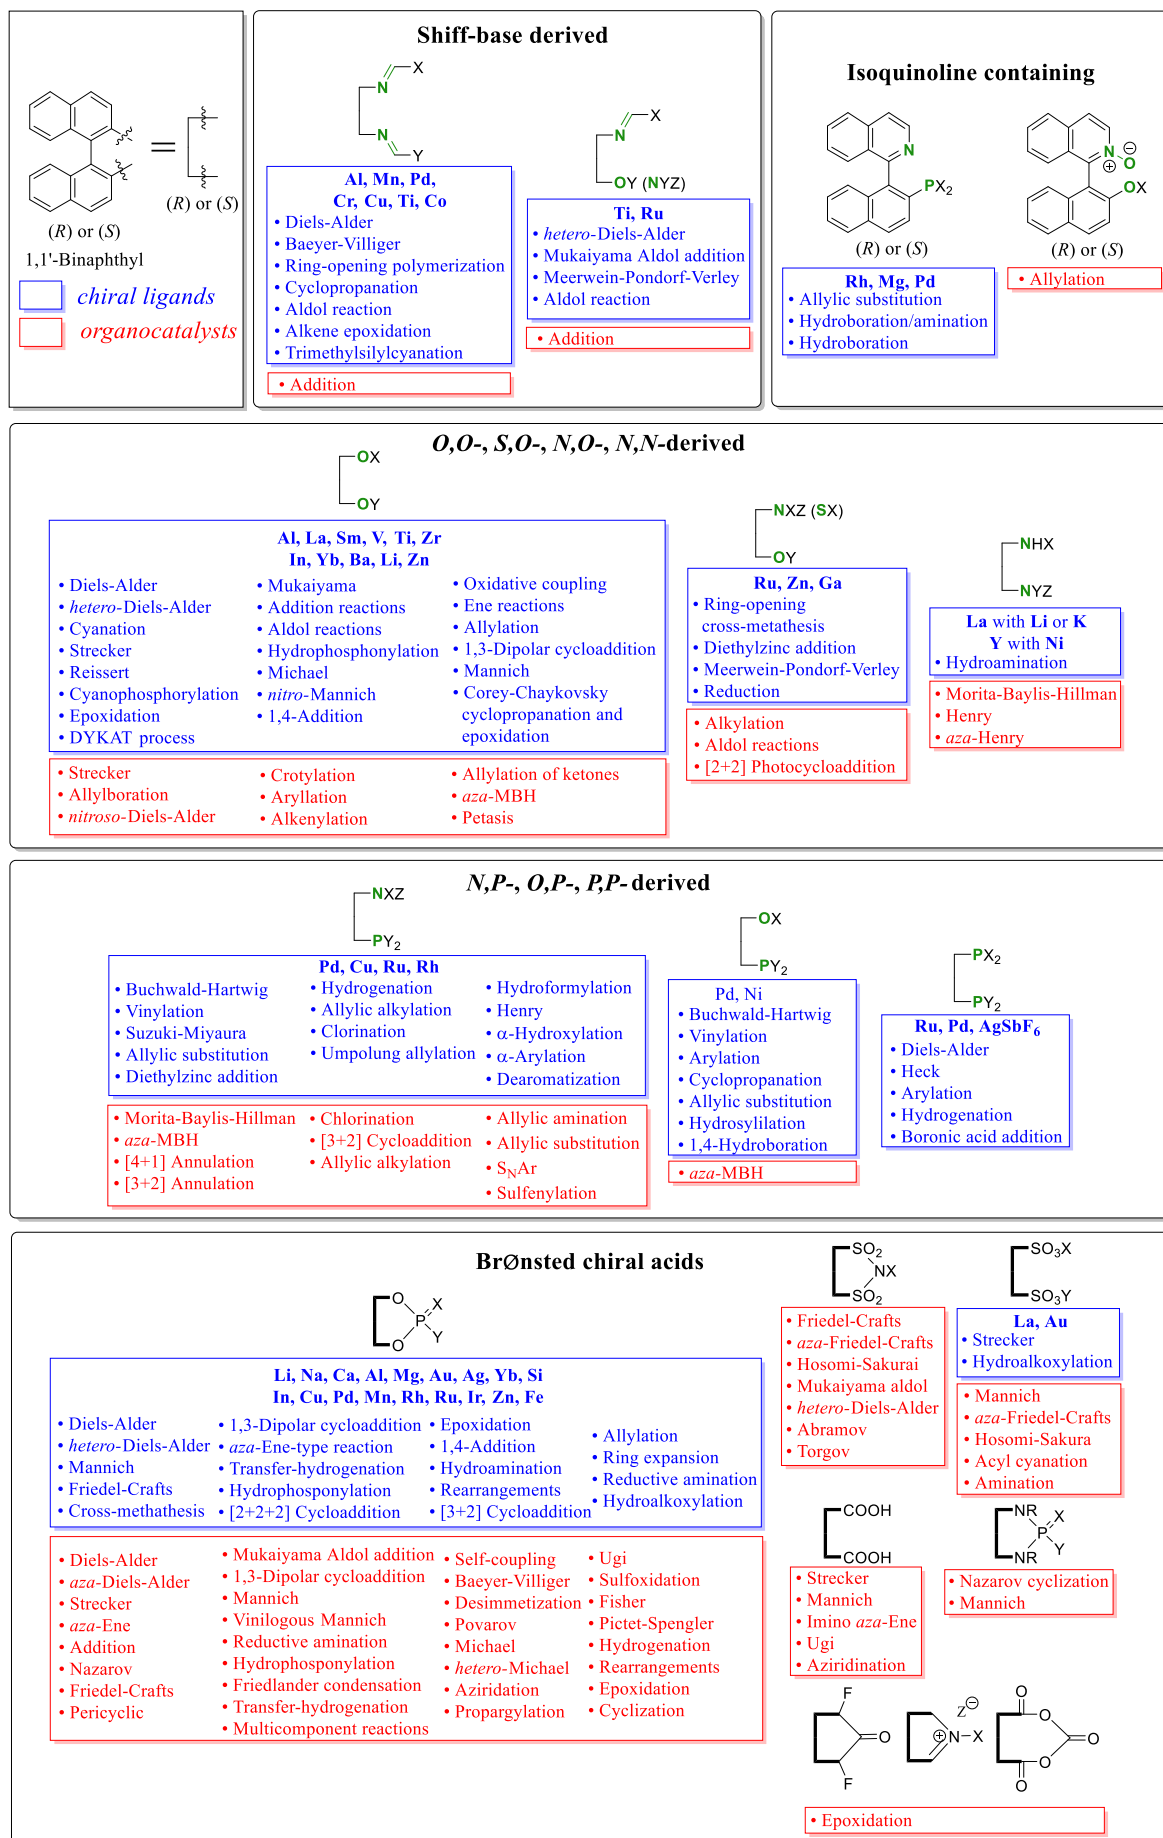 (R) or (S)
(R) or (S)
1,1'-Binaphthyl
chiral ligands
organocatalysts
Shiff-base derived
N
X
N
Y
Al, Mn, Pd,
Cr, Cu, Ti, Co
• Diels-Alder
• Baeyer-Villiger
• Ring-opening polymerization
• Cyclopropanation
• Aldol reaction
• Alkene epoxidation
• Trimethylsilylcyanation
• Addition
N
X
OY (NYZ)
Ti, Ru
• hetero-Diels-Alder
• Mukaiyama Aldol addition
• Meerwein-Pondorf-Verley
• Aldol reaction
• Addition
Isoquinoline containing
N
PX2
(R) or (S)
Rh, Mg, Pd
• Allylic substitution
• Hydroboration/amination
• Hydroboration
N
⊕
O
⊖
OX
(R) or (S)
• Allylation
O,O-, S,O-, N,O-, N,N-derived
OX
OY
Al, La, Sm, V, Ti, Zr
In, Yb, Ba, Li, Zn
• Diels-Alder
• hetero-Diels-Alder
• Cyanation
• Strecker
• Reissert
• Cyanophosphorylation
• Epoxidation
• DYKAT process
• Mukaiyama
• Addition reactions
• Aldol reactions
• Hydrophosphonylation
• Michael
• nitro-Mannich
• 1,4-Addition
• Oxidative coupling
• Ene reactions
• Allylation
• 1,3-Dipolar cycloaddition
• Mannich
• Corey-Chaykovsky
cyclopropanation and
epoxidation
• Strecker
• Allylboration
• nitroso-Diels-Alder
• Crotylation
• Aryllation
• Alkenylation
• Allylation of ketones
• aza-MBH
• Petasis
NXZ (SX)
OY
Ru, Zn, Ga
• Ring-opening
cross-metathesis
• Diethylzinc addition
• Meerwein-Pondorf-Verley
• Reduction
• Alkylation
• Aldol reactions
• [2+2] Photocycloaddition
NHX
NYZ
La with Li or K
Y with Ni
• Hydroamination
• Morita-Baylis-Hillman
• Henry
• aza-Henry
N,P-, O,P-, P,P-derived
NXZ
PY2
Pd, Cu, Ru, Rh
• Buchwald-Hartwig
• Vinylation
• Suzuki-Miyaura
• Allylic substitution
• Diethylzinc addition
• Hydrogenation
• Allylic alkylation
• Clorination
• Umpolung allylation
• Hydroformylation
• Henry
• α-Hydroxylation
• α-Arylation
• Dearomatization
• Morita-Baylis-Hillman
• aza-MBH
• [4+1] Annulation
• [3+2] Annulation
• Chlorination
• [3+2] Cycloaddition
• Allylic alkylation
• Allylic amination
• Allylic substitution
• SNAr
• Sulfenylation
OX
PY2
Pd, Ni
• Buchwald-Hartwig
• Vinylation
• Arylation
• Cyclopropanation
• Allylic substitution
• Hydrosylilation
• 1,4-Hydroboration
• aza-MBH
PX2
PY2
Ru, Pd, AgSbF6
• Diels-Alder
• Heck
• Arylation
• Hydrogenation
• Boronic acid addition
BrØnsted chiral acids
O
P
X
Y
O
Li, Na, Ca, Al, Mg, Au, Ag, Yb, Si
In, Cu, Pd, Mn, Rh, Ru, Ir, Zn, Fe
• Diels-Alder
• hetero-Diels-Alder
• Mannich
• Friedel-Crafts
• Cross-methathesis
• 1,3-Dipolar cycloaddition
• aza-Ene-type reaction
• Transfer-hydrogenation
• Hydrophosponylation
• [2+2+2] Cycloaddition
• Epoxidation
• 1,4-Addition
• Hydroamination
• Rearrangements
• [3+2] Cycloaddition
• Allylation
• Ring expansion
• Reductive amination
• Hydroalkoxylation
• Diels-Alder
• aza-Diels-Alder
• Strecker
• aza-Ene
• Addition
• Nazarov
• Friedel-Crafts
• Pericyclic
• Mukaiyama Aldol addition
• 1,3-Dipolar cycloaddition
• Mannich
• Vinilogous Mannich
• Reductive amination
• Hydrophosponylation
• Friedlander condensation
• Transfer-hydrogenation
• Multicomponent reactions
• Self-coupling
• Baeyer-Villiger
• Desimmetization
• Povarov
• Michael
• hetero-Michael
• Aziridation
• Propargylation
• Ugi
• Sulfoxidation
• Fisher
• Pictet-Spengler
• Hydrogenation
• Rearrangements
• Epoxidation
• Cyclization
SO2
NX
SO2
• Friedel-Crafts
• aza-Friedel-Crafts
• Hosomi-Sakurai
• Mukaiyama aldol
• hetero-Diels-Alder
• Abramov
• Torgov
SO3X
SO3Y
La, Au
• Strecker
• Hydroalkoxylation
• Mannich
• aza-Friedel-Crafts
• Hosomi-Sakura
• Acyl cyanation
• Amination
COOH
COOH
• Strecker
• Mannich
• Imino aza-Ene
• Ugi
• Aziridination
NR
P
X
Y
NR
• Nazarov cyclization
• Mannich
F
O
F
Z⊖
⊕
N–X
O
O
O
O
O
• Epoxidation